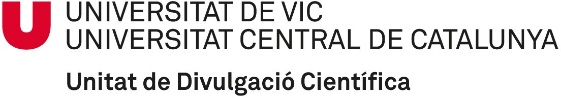 UNIVERSITAT DE VIC
UNIVERSITAT CENTRAL DE CATALUNYA
Unitat de Divulgació Científica